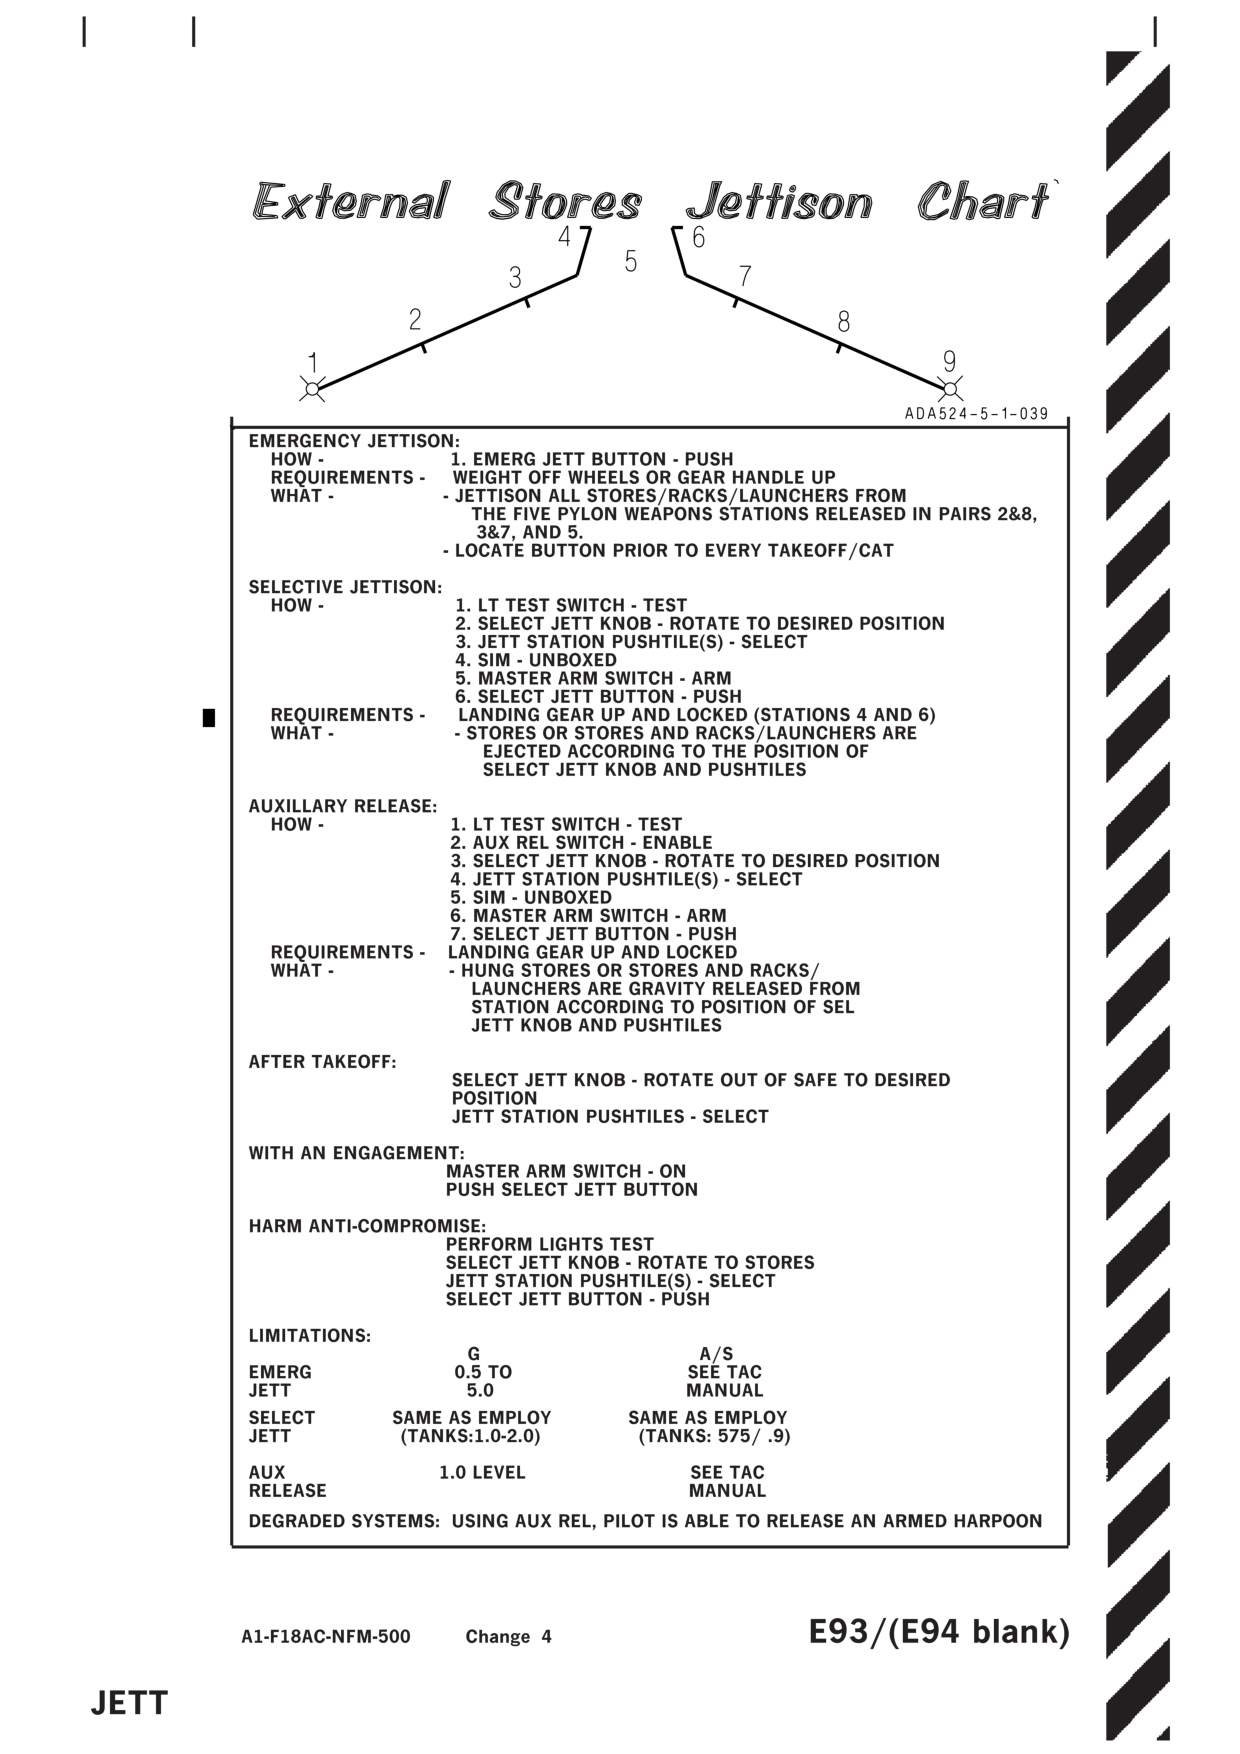 External Stores Jettison Chart
4 6
5
3 7
2 8
1 9
ADA524-5-1-039
EMERGENCY JETTISON:
HOW - 1. EMERG JETT BUTTON - PUSH
REQUIREMENTS - WEIGHT OFF WHEELS OR GEAR HANDLE UP
WHAT - - JETTISON ALL STORES/RACKS/LAUNCHERS FROM
THE FIVE PYLON WEAPONS STATIONS RELEASED IN PAIRS 2&8,
3&7, AND 5.
- LOCATE BUTTON PRIOR TO EVERY TAKEOFF/CAT
SELECTIVE JETTISON:
HOW - 1. LT TEST SWITCH - TEST
2. SELECT JETT KNOB - ROTATE TO DESIRED POSITION
3. JETT STATION PUSHTILE(S) - SELECT
4. SIM - UNBOXED
5. MASTER ARM SWITCH - ARM
6. SELECT JETT BUTTON - PUSH
REQUIREMENTS - LANDING GEAR UP AND LOCKED (STATIONS 4 AND 6)
WHAT - - STORES OR STORES AND RACKS/LAUNCHERS ARE
EJECTED ACCORDING TO THE POSITION OF
SELECT JETT KNOB AND PUSHTILES
AUXILLARY RELEASE:
HOW - 1. LT TEST SWITCH - TEST
2. AUX REL SWITCH - ENABLE
3. SELECT JETT KNOB - ROTATE TO DESIRED POSITION
4. JETT STATION PUSHTILE(S) - SELECT
5. SIM - UNBOXED
6. MASTER ARM SWITCH - ARM
7. SELECT JETT BUTTON - PUSH
REQUIREMENTS - LANDING GEAR UP AND LOCKED
WHAT - - HUNG STORES OR STORES AND RACKS/
LAUNCHERS ARE GRAVITY RELEASED FROM
STATION ACCORDING TO POSITION OF SEL
JETT KNOB AND PUSHTILES
AFTER TAKEOFF:
SELECT JETT KNOB - ROTATE OUT OF SAFE TO DESIRED
POSITION
JETT STATION PUSHTILES - SELECT
WITH AN ENGAGEMENT:
MASTER ARM SWITCH - ON
PUSH SELECT JETT BUTTON
HARM ANTI-COMPROMISE:
PERFORM LIGHTS TEST
SELECT JETT KNOB - ROTATE TO STORES
JETT STATION PUSHTILE(S) - SELECT
SELECT JETT BUTTON - PUSH
LIMITATIONS:
G A/S
EMERG 0.5 TO SEE TAC
JETT 5.0 MANUAL
SELECT SAME AS EMPLOY SAME AS EMPLOY
JETT (TANKS:1.0-2.0) (TANKS: 575/ .9)
AUX 1.0 LEVEL SEE TAC
RELEASE MANUAL
DEGRADED SYSTEMS: USING AUX REL, PILOT IS ABLE TO RELEASE AN ARMED HARPOON
A1-F18AC-NFM-500 Change 4 E93/(E94 blank)
JETT